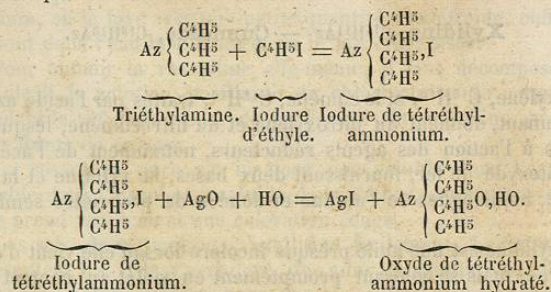 Az { C⁴H⁵ C⁴H⁵ C⁴H⁵ + C⁴H⁵I = Az { C⁴H⁵ C⁴H⁵ C⁴H⁵ C⁴H⁵ ,I
Triéthylamine. Iodure d'éthyle. Iodure de tétréthyl-
ammonium.
Az { C⁴H⁵ C⁴H⁵ C⁴H⁵ C⁴H⁵ ,I + AgO + HO = AgI + Az { C⁴H⁵ C⁴H⁵ C⁴H⁵ C⁴H⁵ O,HO.
Iodure de
tétréthylammonium.
Oxyde de tétréthyl-
ammonium hydraté.